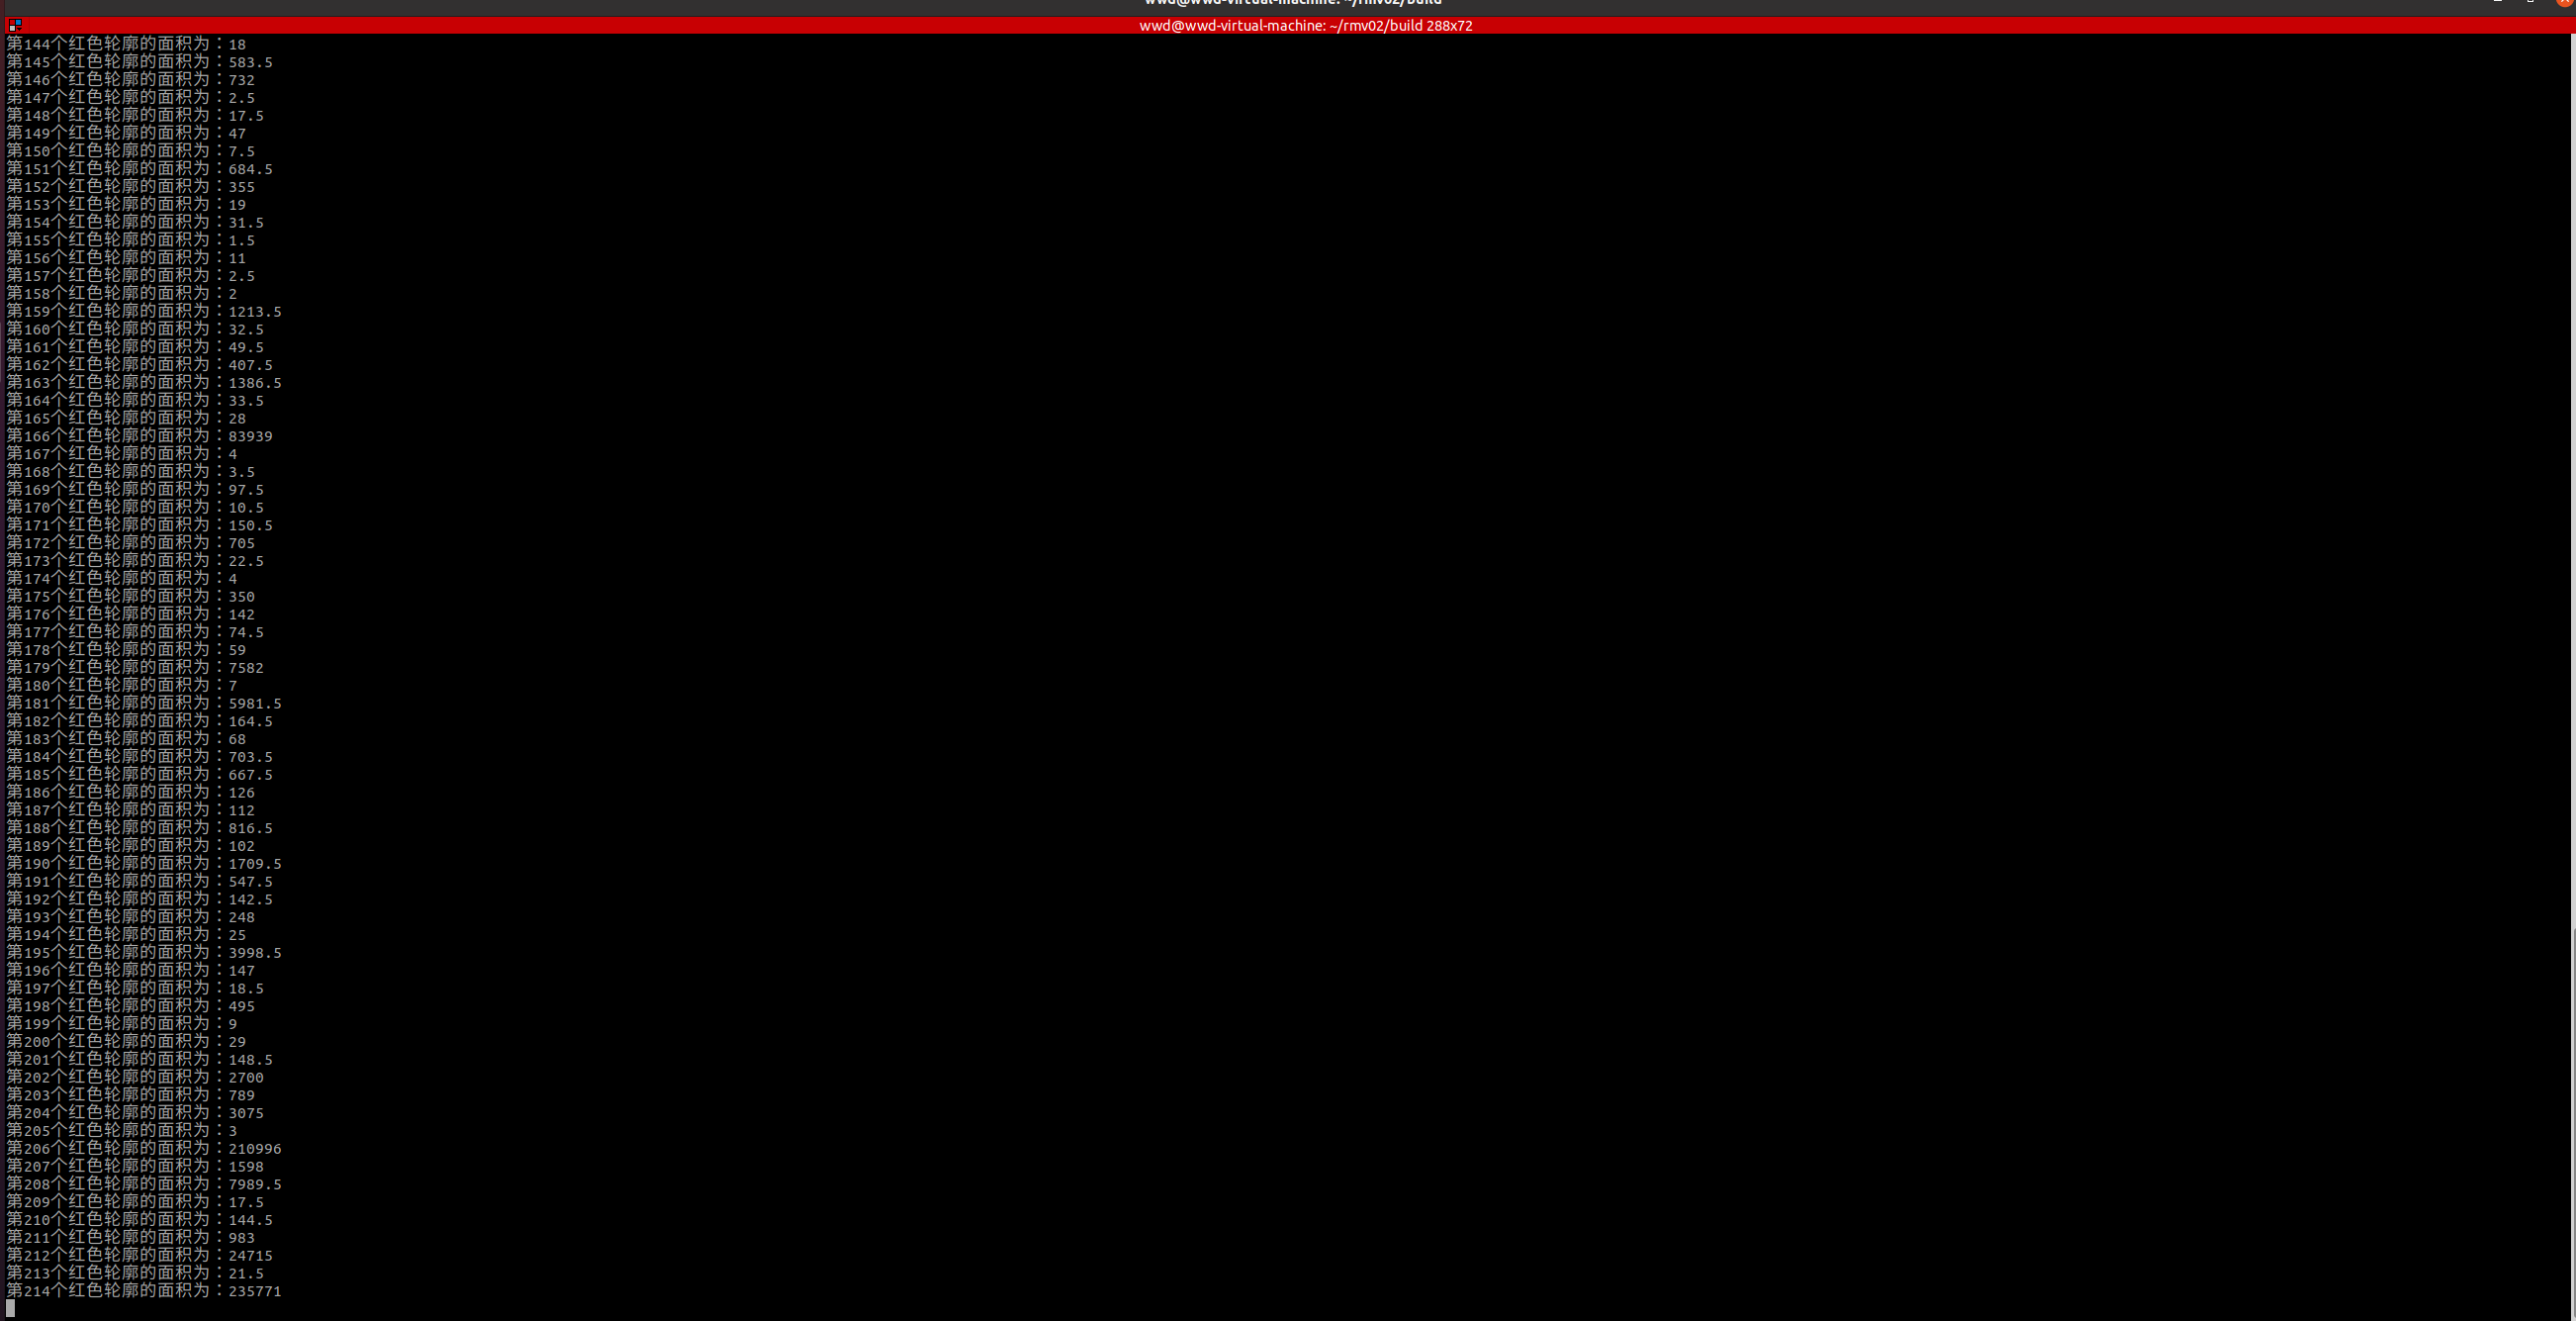 wwd@wwd-virtual-machine: ~/rmv02/build
wwd@wwd-virtual-machine: ~/rmv02/build 288x72
第144个红色轮廓的面积为：18
第145个红色轮廓的面积为：583.5
第146个红色轮廓的面积为：732
第147个红色轮廓的面积为：2.5
第148个红色轮廓的面积为：17.5
第149个红色轮廓的面积为：47
第150个红色轮廓的面积为：7.5
第151个红色轮廓的面积为：684.5
第152个红色轮廓的面积为：355
第153个红色轮廓的面积为：19
第154个红色轮廓的面积为：31.5
第155个红色轮廓的面积为：1.5
第156个红色轮廓的面积为：11
第157个红色轮廓的面积为：2.5
第158个红色轮廓的面积为：2
第159个红色轮廓的面积为：1213.5
第160个红色轮廓的面积为：32.5
第161个红色轮廓的面积为：49.5
第162个红色轮廓的面积为：407.5
第163个红色轮廓的面积为：1386.5
第164个红色轮廓的面积为：33.5
第165个红色轮廓的面积为：28
第166个红色轮廓的面积为：83939
第167个红色轮廓的面积为：4
第168个红色轮廓的面积为：3.5
第169个红色轮廓的面积为：97.5
第170个红色轮廓的面积为：10.5
第171个红色轮廓的面积为：150.5
第172个红色轮廓的面积为：705
第173个红色轮廓的面积为：22.5
第174个红色轮廓的面积为：4
第175个红色轮廓的面积为：350
第176个红色轮廓的面积为：142
第177个红色轮廓的面积为：74.5
第178个红色轮廓的面积为：59
第179个红色轮廓的面积为：7582
第180个红色轮廓的面积为：7
第181个红色轮廓的面积为：5981.5
第182个红色轮廓的面积为：164.5
第183个红色轮廓的面积为：68
第184个红色轮廓的面积为：703.5
第185个红色轮廓的面积为：667.5
第186个红色轮廓的面积为：126
第187个红色轮廓的面积为：112
第188个红色轮廓的面积为：816.5
第189个红色轮廓的面积为：102
第190个红色轮廓的面积为：1709.5
第191个红色轮廓的面积为：547.5
第192个红色轮廓的面积为：142.5
第193个红色轮廓的面积为：248
第194个红色轮廓的面积为：25
第195个红色轮廓的面积为：3998.5
第196个红色轮廓的面积为：147
第197个红色轮廓的面积为：18.5
第198个红色轮廓的面积为：495
第199个红色轮廓的面积为：9
第200个红色轮廓的面积为：29
第201个红色轮廓的面积为：148.5
第202个红色轮廓的面积为：2700
第203个红色轮廓的面积为：789
第204个红色轮廓的面积为：3075
第205个红色轮廓的面积为：3
第206个红色轮廓的面积为：210996
第207个红色轮廓的面积为：1598
第208个红色轮廓的面积为：7989.5
第209个红色轮廓的面积为：17.5
第210个红色轮廓的面积为：144.5
第211个红色轮廓的面积为：983
第212个红色轮廓的面积为：24715
第213个红色轮廓的面积为：21.5
第214个红色轮廓的面积为：235771